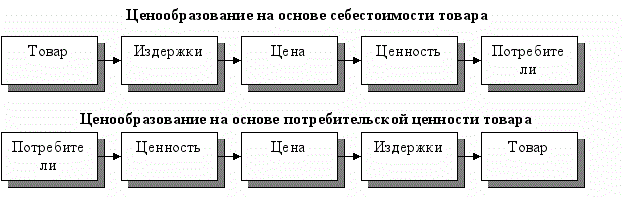 Ценообразование на основе себестоимости товара
Товар Издержки Цена Ценность Потребите
ли
Ценообразование на основе потребительской ценности товара
Потребите Ценность Цена Издержки Товар
ли